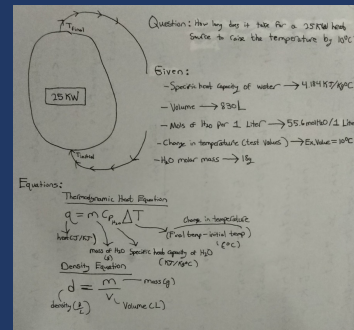 Tfinal
25 KW
Tinitial
Question: How long does it take for a 25KW heat
source to raise the temperature by 10°C
Given:
- Specific heat capacity of water → 4.184 KJ/Kg°C
- Volume → 830L
- Mols of H2O per 1 Liter → 55.6 mol H2O/1 Liter
- Change in temperature (test values) → Ex. Value = 10°C
- H2O molar mass → 18g
Equations:
Thermodynamic Heat Equation
q = m Cp H2O ΔT
change in temperature
(Final temp - initial temp)
(°C)
heat (J/KJ)
mass of H2O
(g)
Specific heat capacity of H2O
(KJ/Kg°C)
Density Equation
d = m/V
mass (g)
Volume (L)
density (g/L)